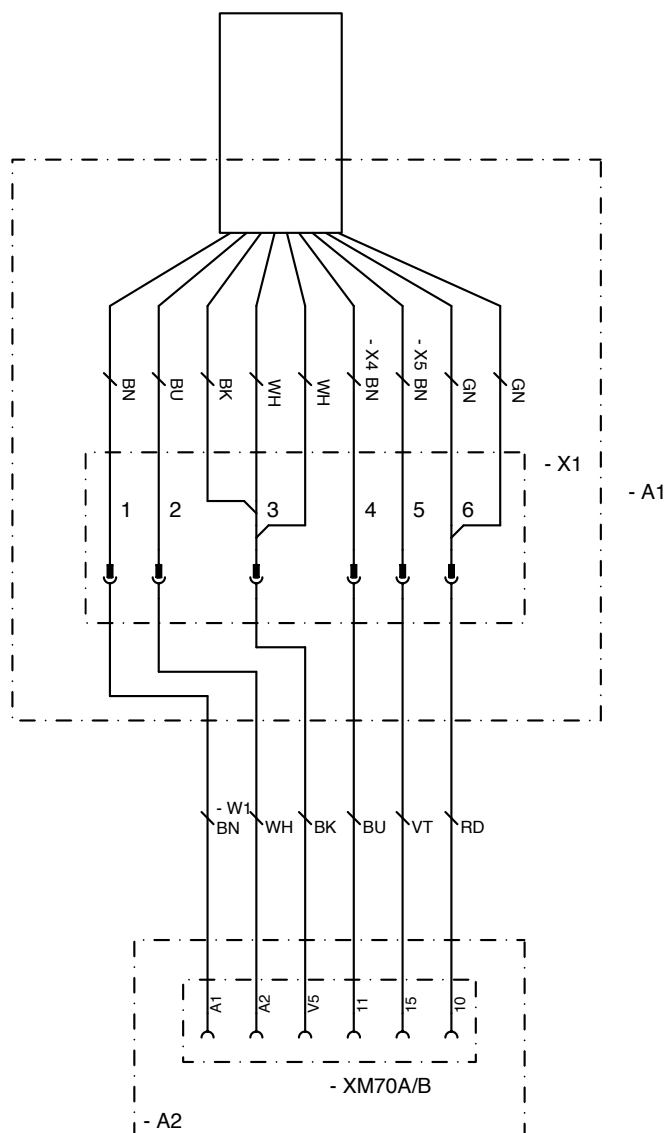 BN
BU
BK
WH
WH
- X4 BN
- X5 BN
GN
GN
- X1
- A1
1
2
3
4
5
6
- W1
BN
WH
BK
BU
VT
RD
A1
A2
V5
11
15
10
- XM70A/B
- A2